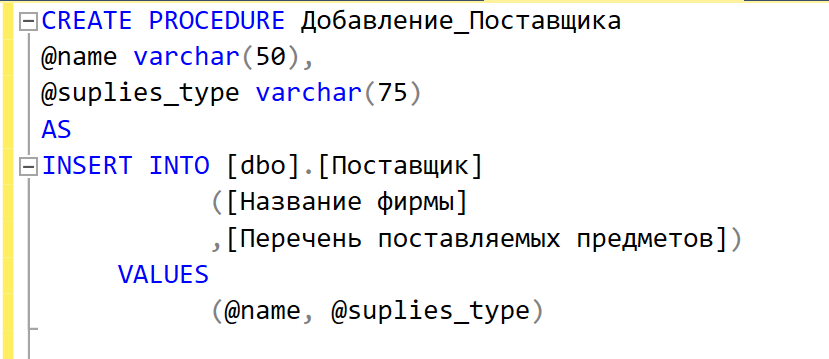 CREATE PROCEDURE Добавление_Поставщика
@name varchar(50),
@suplies_type varchar(75)
AS
INSERT INTO [dbo].[Поставщик]
([Название фирмы]
,[Перечень поставляемых предметов])
VALUES
(@name, @suplies_type)